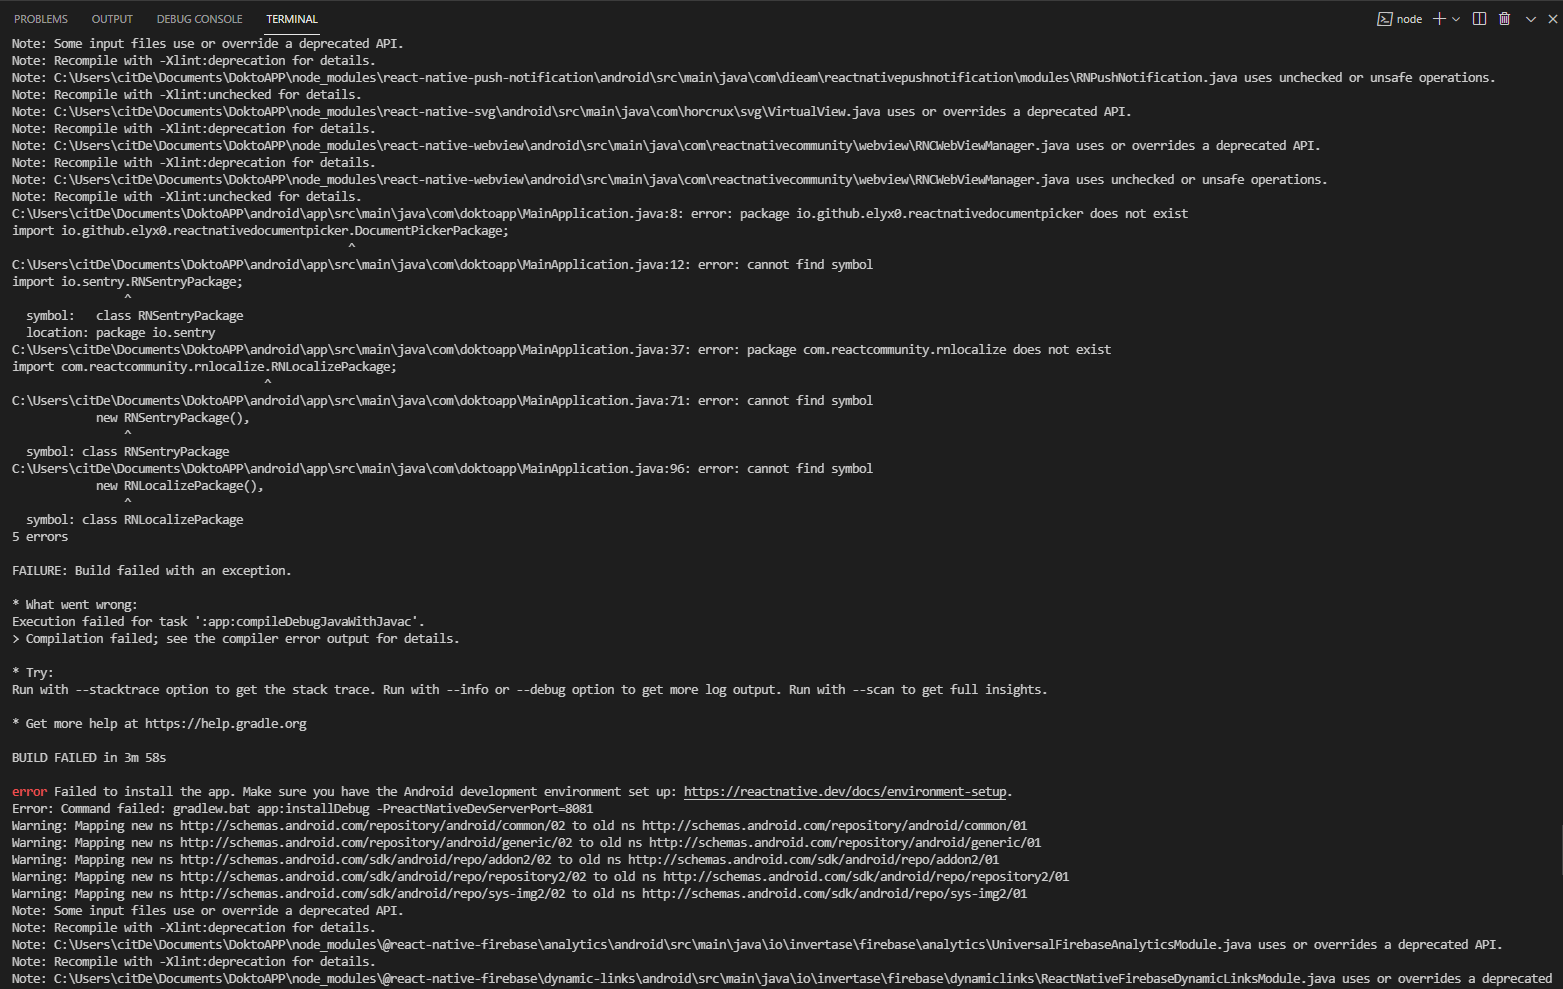 PROBLEMS OUTPUT DEBUG CONSOLE TERMINAL node
Note: Some input files use or override a deprecated API.
Note: Recompile with -Xlint:deprecation for details.
Note: C:\Users\citDe\Documents\DoktoAPP\node_modules\react-native-push-notification\android\src\main\java\com\dieam\reactnativepushnotification\modules\RNPushNotification.java uses unchecked or unsafe operations.
Note: Recompile with -Xlint:unchecked for details.
Note: C:\Users\citDe\Documents\DoktoAPP\node_modules\react-native-svg\android\src\main\java\com\horcrux\svg\VirtualView.java uses or overrides a deprecated API.
Note: Recompile with -Xlint:deprecation for details.
Note: C:\Users\citDe\Documents\DoktoAPP\node_modules\react-native-webview\android\src\main\java\com\reactnativecommunity\webview\RNCWebViewManager.java uses or overrides a deprecated API.
Note: Recompile with -Xlint:deprecation for details.
Note: C:\Users\citDe\Documents\DoktoAPP\node_modules\react-native-webview\android\src\main\java\com\reactnativecommunity\webview\RNCWebViewManager.java uses unchecked or unsafe operations.
Note: Recompile with -Xlint:unchecked for details.
C:\Users\citDe\Documents\DoktoAPP\android\app\src\main\java\com\doktoapp\MainApplication.java:8: error: package io.github.elyx0.reactnativedocumentpicker does not exist
import io.github.elyx0.reactnativedocumentpicker.DocumentPickerPackage;
^
C:\Users\citDe\Documents\DoktoAPP\android\app\src\main\java\com\doktoapp\MainApplication.java:12: error: cannot find symbol
import io.sentry.RNSentryPackage;
^
symbol:   class RNSentryPackage
location: package io.sentry
C:\Users\citDe\Documents\DoktoAPP\android\app\src\main\java\com\doktoapp\MainApplication.java:37: error: package com.reactcommunity.rnlocalize does not exist
import com.reactcommunity.rnlocalize.RNLocalizePackage;
^
C:\Users\citDe\Documents\DoktoAPP\android\app\src\main\java\com\doktoapp\MainApplication.java:71: error: cannot find symbol
new RNSentryPackage(),
^
symbol: class RNSentryPackage
C:\Users\citDe\Documents\DoktoAPP\android\app\src\main\java\com\doktoapp\MainApplication.java:96: error: cannot find symbol
new RNLocalizePackage(),
^
symbol: class RNLocalizePackage
5 errors
FAILURE: Build failed with an exception.
* What went wrong:
Execution failed for task ':app:compileDebugJavaWithJavac'.
> Compilation failed; see the compiler error output for details.
* Try:
Run with --stacktrace option to get the stack trace. Run with --info or --debug option to get more log output. Run with --scan to get full insights.
* Get more help at https://help.gradle.org
BUILD FAILED in 3m 58s
error Failed to install the app. Make sure you have the Android development environment set up: https://reactnative.dev/docs/environment-setup.
Error: Command failed: gradlew.bat app:installDebug -PreactNativeDevServerPort=8081
Warning: Mapping new ns http://schemas.android.com/repository/android/common/02 to old ns http://schemas.android.com/repository/android/common/01
Warning: Mapping new ns http://schemas.android.com/repository/android/generic/02 to old ns http://schemas.android.com/repository/android/generic/01
Warning: Mapping new ns http://schemas.android.com/sdk/android/repo/addon2/02 to old ns http://schemas.android.com/sdk/android/repo/addon2/01
Warning: Mapping new ns http://schemas.android.com/sdk/android/repo/repository2/02 to old ns http://schemas.android.com/sdk/android/repo/repository2/01
Warning: Mapping new ns http://schemas.android.com/sdk/android/repo/sys-img2/02 to old ns http://schemas.android.com/sdk/android/repo/sys-img2/01
Note: Some input files use or override a deprecated API.
Note: Recompile with -Xlint:deprecation for details.
Note: C:\Users\citDe\Documents\DoktoAPP\node_modules\@react-native-firebase\analytics\android\src\main\java\io\invertase\firebase\analytics\UniversalFirebaseAnalyticsModule.java uses or overrides a deprecated API.
Note: Recompile with -Xlint:deprecation for details.
Note: C:\Users\citDe\Documents\DoktoAPP\node_modules\@react-native-firebase\dynamic-links\android\src\main\java\io\invertase\firebase\dynamiclinks\ReactNativeFirebaseDynamicLinksModule.java uses or overrides a deprecated